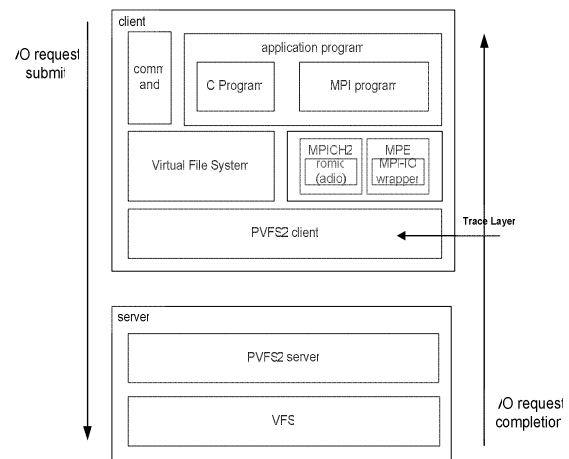 client
/O request
submit
comm
and
application program
C Program
MPI program
Virtual File System
MPICH2
romio
(adio)
MPE
MPI-IO
wrapper
PVFS2 client
Trace Layer
server
PVFS2 server
VFS
/O request
completion